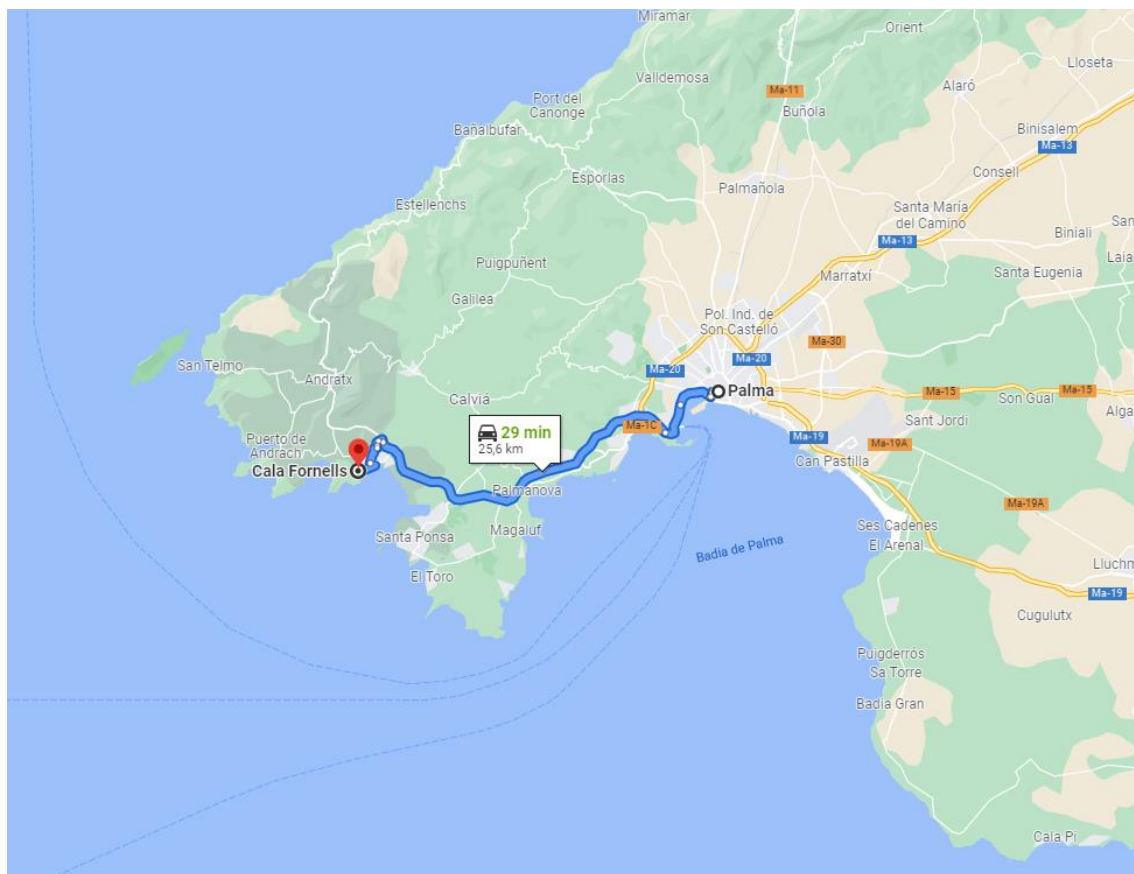 Miramar
Orient
Lloseta
Valldemosa
Alaró
Port del
Canonge
Ma-11
Buñola
Bañalbufar
Binisalem
Ma-13
Esporlas
Consell
Palmañola
Estellenchs
Santa María
del Camino
San
Biniali
Ma-13
Laia
Puigpuñent
Marratxí
Santa Eugenia
Galilea
Pol. Ind. de
Son Castelló
Ma-30
San Telmo
Ma-20
Ma-20
Andratx
Palma
Ma-15
Ma-15
Calviá
Son Gual
Alga
Sant Jordi
29 min
25,6 km
Ma-1C
Ma-19
Ma-19A
Puerto de
Andrach
Can Pastilla
Cala Fornells
Palmanova
Ma-19A
Magaluf
Ses Cadenes
Santa Ponsa
El Arenal
Badia de Palma
Lluchm
El Toro
Ma-19
Cugulutx
Puigderrós
Sa Torre
Badia Gran
Cala Pi